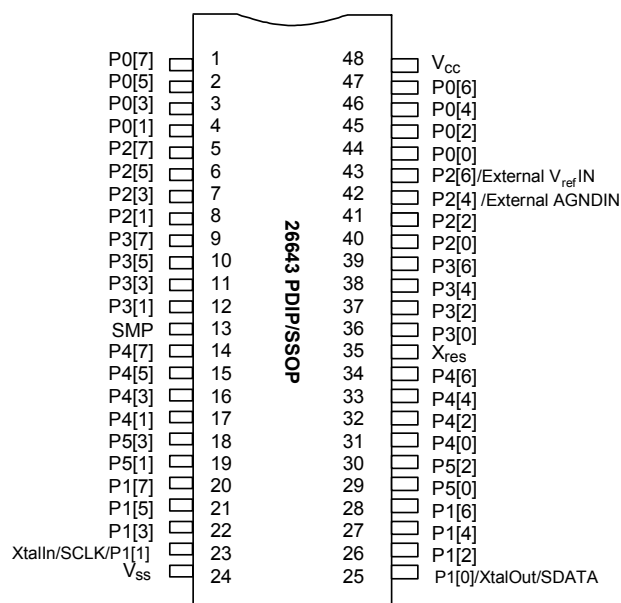 P0[7] 1 48 Vcc
P0[5] 2 47 P0[6]
P0[3] 3 46 P0[4]
P0[1] 4 45 P0[2]
P2[7] 5 44 P0[0]
P2[5] 6 43 P2[6]/External VrefIN
P2[3] 7 42 P2[4] /External AGNDIN
P2[1] 8 41 P2[2]
P3[7] 9 40 P2[0]
P3[5] 10 39 P3[6]
P3[3] 11 38 P3[4]
P3[1] 12 37 P3[2]
SMP 13 36 P3[0]
P4[7] 14 35 Xres
P4[5] 15 34 P4[6]
P4[3] 16 33 P4[4]
P4[1] 17 32 P4[2]
P5[3] 18 31 P4[0]
P5[1] 19 30 P5[2]
P1[7] 20 29 P5[0]
P1[5] 21 28 P1[6]
P1[3] 22 27 P1[4]
XtalIn/SCLK/P1[1] 23 26 P1[2]
Vss 24 25 P1[0]/XtalOut/SDATA
26643 PDIP/SSOP